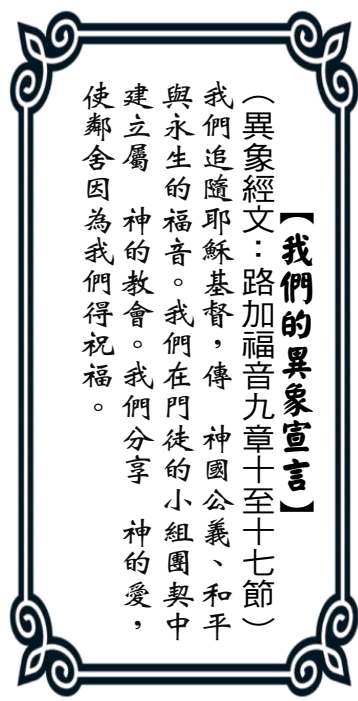 【我們的異象宣言】
（異象經文：路加福音九章十至十七節）
我們追隨耶穌基督，傳　神國公義、和平
與永生的福音。我們在門徒的小組團契中
建立屬　神的教會。我們分享　神的愛，
使鄰舍因為我們得祝福。